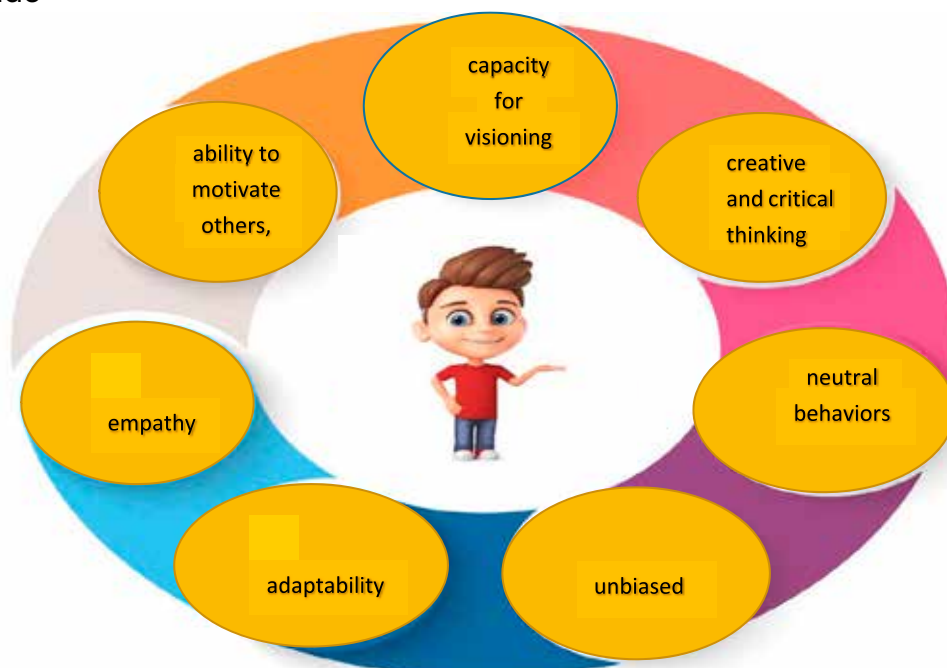 capacity
for
visioning
creative
and critical
thinking
neutral
behaviors
unbiased
adaptability
empathy
ability to
motivate
others,